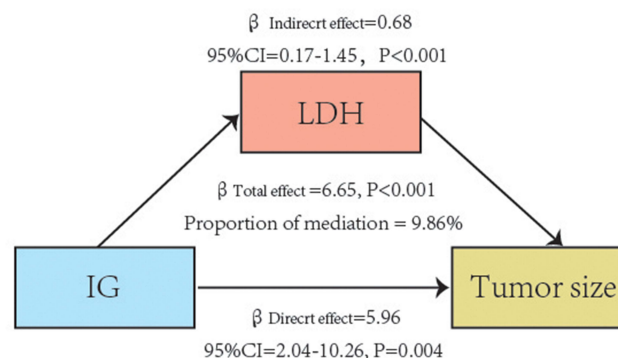 β Indirecrt effect=0.68
95%CI=0.17-1.45, P<0.001
LDH
β Total effect=6.65, P<0.001
Proportion of mediation = 9.86%
IG
Tumor size
β Direcrt effect=5.96
95%CI=2.04-10.26, P=0.004